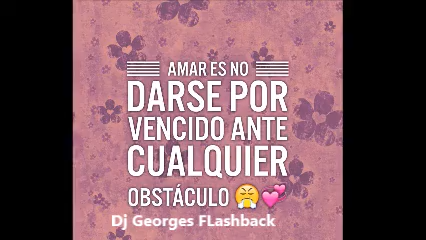 AMAR ES NO
DARSE POR
VENCIDO ANTE
CUALQUIER
OBSTÁCULO 😤💕
Dj Georges FLashback